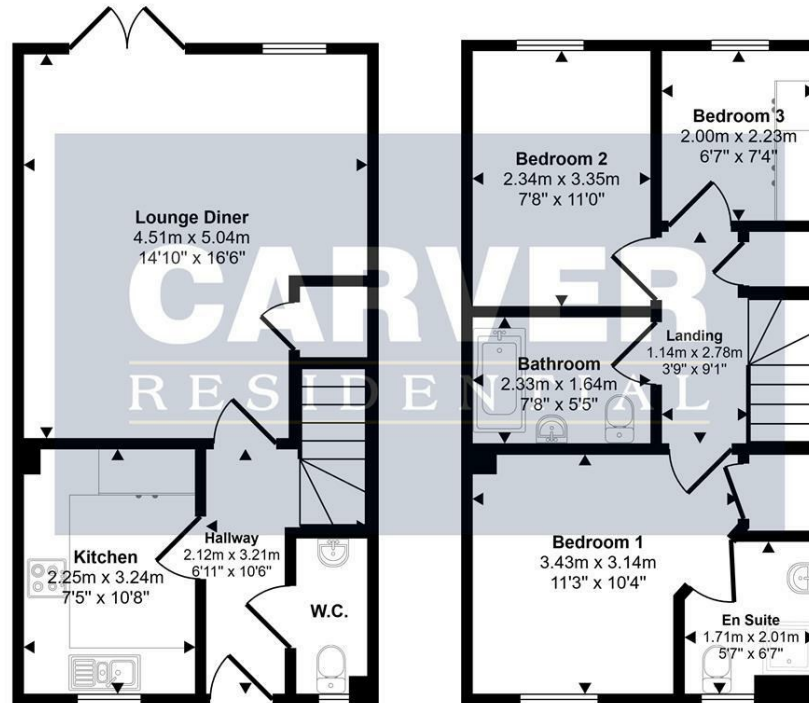 Lounge Diner
4.51m x 5.04m
14'10" x 16'6"
Kitchen
2.25m x 3.24m
7'5" x 10'8"
Hallway
2.12m x 3.21m
6'11" x 10'6"
W.C.
Bedroom 2
2.34m x 3.35m
7'8" x 11'0"
Bedroom 3
2.00m x 2.23m
6'7" x 7'4"
Bathroom
2.33m x 1.64m
7'8" x 5'5"
Landing
1.14m x 2.78m
3'9" x 9'1"
Bedroom 1
3.43m x 3.14m
11'3" x 10'4"
En Suite
1.71m x 2.01m
5'7" x 6'7"
CARVER
RESIDENTIAL